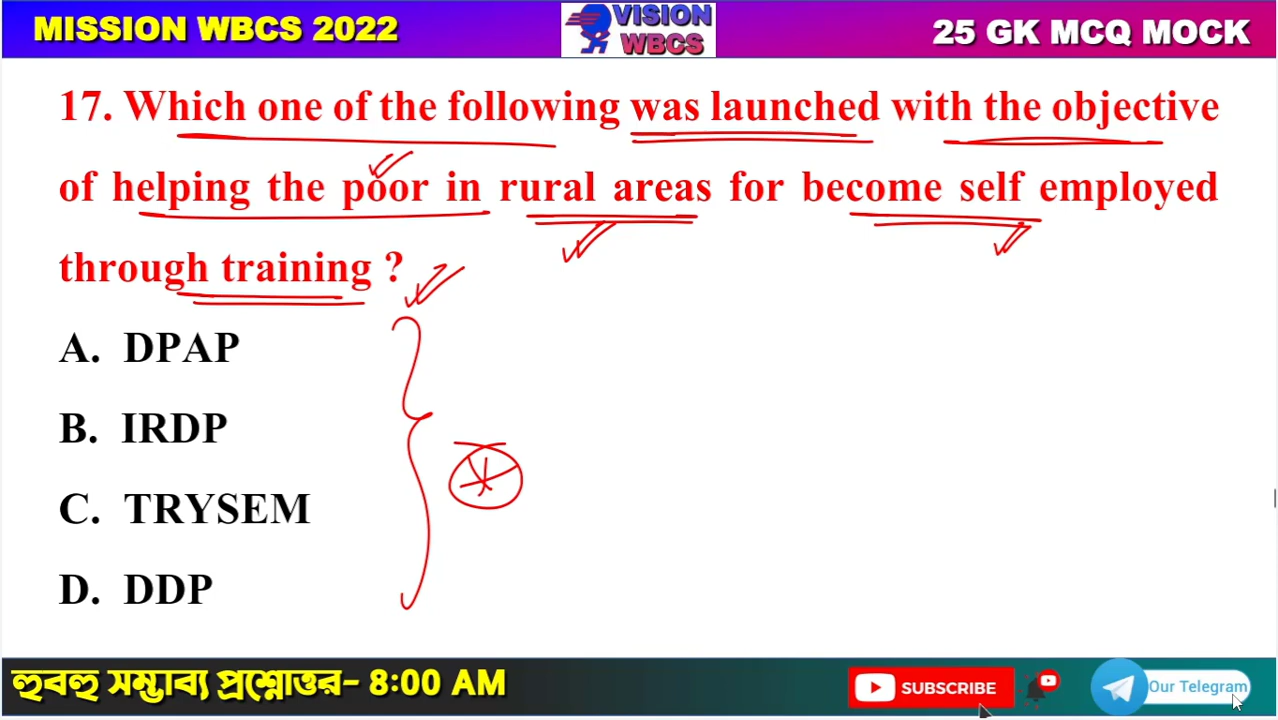 MISSION WBCS 2022
VISION
WBCS
25 GK MCQ MOCK
17. Which one of the following was launched with the objective
of helping the poor in rural areas for become self employed
through training ?
A. DPAP
B. IRDP
C. TRYSEM
D. DDP
হুবহু সম্ভাব্য প্রশ্নোত্তর- 8:00 AM
SUBSCRIBE
Our Telegram